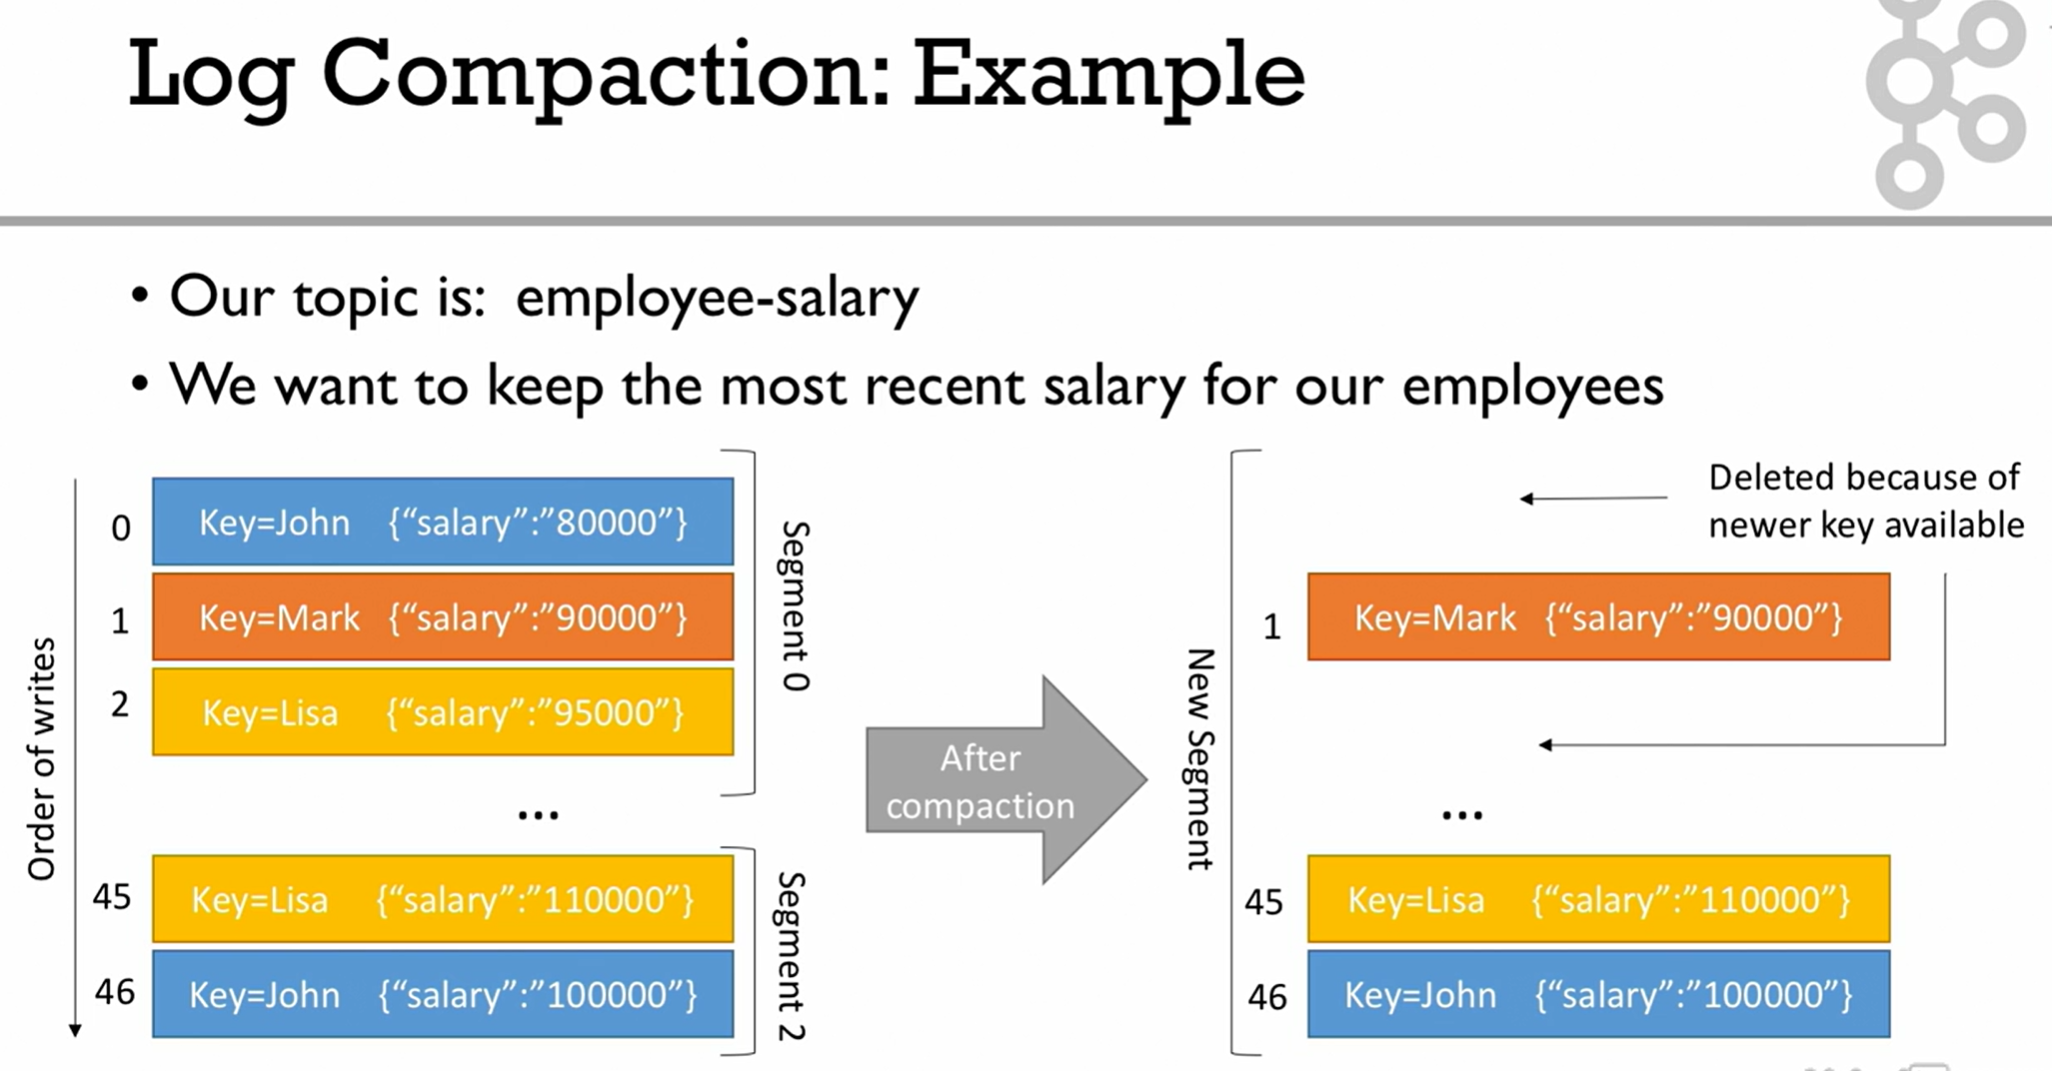 Log Compaction: Example
• Our topic is:  employee-salary
• We want to keep the most recent salary for our employees
Order of writes
0
Key=John {“salary”:”80000”}
1
Key=Mark {“salary”:”90000”}
2
Key=Lisa {“salary”:”95000”}
Segment 0
...
45
Key=Lisa {“salary”:”110000”}
46
Key=John {“salary”:”100000”}
Segment 2
After
compaction
New Segment
Deleted because of
newer key available
1
Key=Mark {“salary”:”90000”}
...
45
Key=Lisa {“salary”:”110000”}
46
Key=John {“salary”:”100000”}